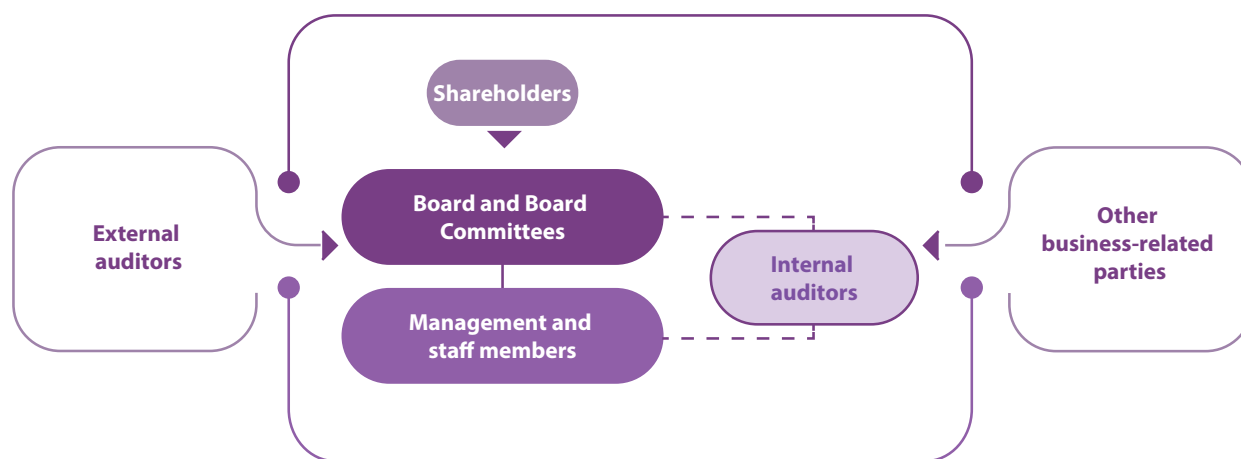 Shareholders
Board and Board
Committees
External
auditors
Other
business-related
parties
Internal
auditors
Management and
staff members